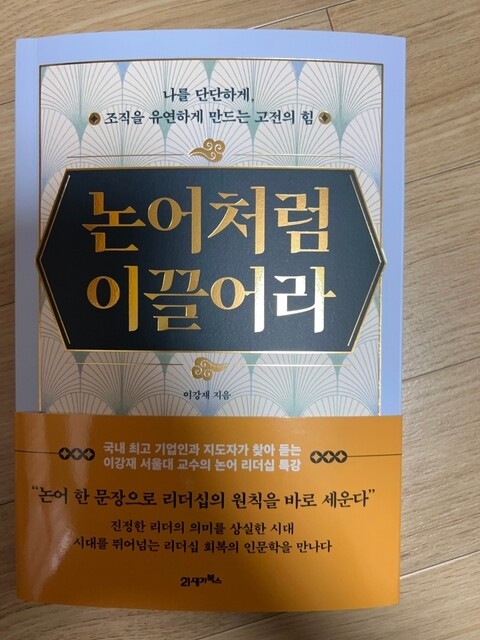 나를 단단하게,
조직을 유연하게 만드는 고전의 힘
논어처럼
이끌어라
이강재 지음
국내 최고 기업인과 지도자가 찾아 듣는
이강재 서울대 교수의 논어 리더십 특강
“논어 한 문장으로 리더십의 원칙을 바로 세운다”
진정한 리더의 의미를 상실한 시대
시대를 뛰어넘는 리더십 회복의 인문학을 만나다
21세기북스